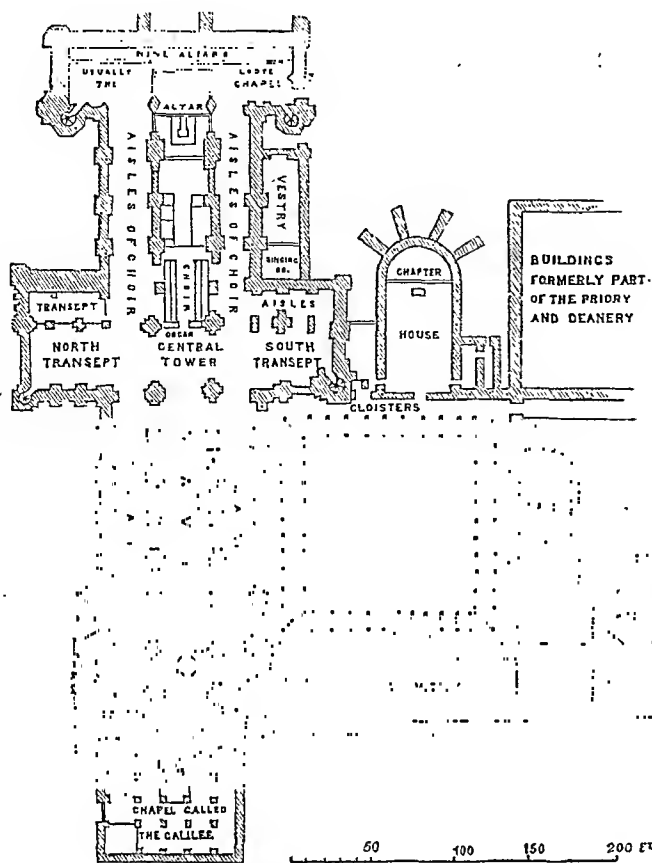 NINE ALTARS
USUALLY
THE
CHAPEL
ALTAR
AISLES OF CHOIR
AISLES OF CHOIR
VESTRY
SINGING
CHOIR
CHAPTER
HOUSE
BUILDINGS
FORMERLY PART
OF THE PRIORY
AND DEANERY
TRANSEPT
NORTH
TRANSEPT
ORGAN
CENTRAL
TOWER
AISLES
SOUTH
TRANSEPT
CLOISTERS
CHAPEL CALLED
THE GALILEE
50 100 150 200